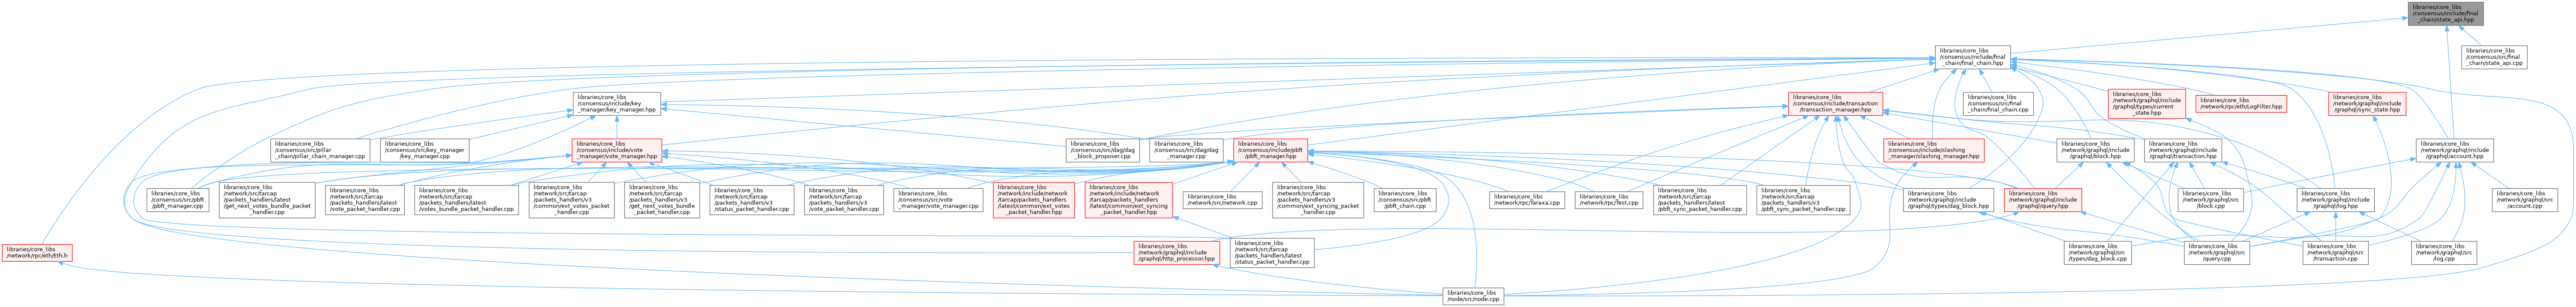 libraries/core_libs
/consensus/include/final
_chain/state_api.hpp
libraries/core_libs
/consensus/include/final
_chain/final_chain.hpp
libraries/core_libs
/consensus/src/final
_chain/state_api.cpp
libraries/core_libs
/consensus/include/key
_manager/key_manager.hpp
libraries/core_libs
/consensus/include/transaction
/transaction_manager.hpp
libraries/core_libs
/consensus/src/final
_chain/final_chain.cpp
libraries/core_libs
/network/graphql/include
/graphql/types/current
_state.hpp
libraries/core_libs
/network/rpc/eth/LogFilter.hpp
libraries/core_libs
/network/graphql/include
/graphql/sync_state.hpp
libraries/core_libs
/consensus/src/pillar
_chain/pillar_chain_manager.cpp
libraries/core_libs
/consensus/src/key_manager
/key_manager.cpp
libraries/core_libs
/consensus/include/vote
_manager/vote_manager.hpp
libraries/core_libs
/consensus/src/dag/dag
_block_proposer.cpp
libraries/core_libs
/consensus/src/dag/dag
_manager.cpp
libraries/core_libs
/consensus/include/pbft
/pbft_manager.hpp
libraries/core_libs
/consensus/include/slashing
_manager/slashing_manager.hpp
libraries/core_libs
/network/graphql/include
/graphql/block.hpp
libraries/core_libs
/network/graphql/include
/graphql/transaction.hpp
libraries/core_libs
/network/graphql/include
/graphql/account.hpp
libraries/core_libs
/consensus/src/pbft
/pbft_manager.cpp
libraries/core_libs
/network/src/tarcap
/packets_handlers/latest
/get_next_votes_bundle_packet
_handler.cpp
libraries/core_libs
/network/src/tarcap
/packets_handlers/latest
/vote_packet_handler.cpp
libraries/core_libs
/network/src/tarcap
/packets_handlers/latest
/votes_bundle_packet_handler.cpp
libraries/core_libs
/network/src/tarcap
/packets_handlers/v3
/common/ext_votes_packet
_handler.cpp
libraries/core_libs
/network/src/tarcap
/packets_handlers/v3
/get_next_votes_bundle
_packet_handler.cpp
libraries/core_libs
/network/src/tarcap
/packets_handlers/v3
/status_packet_handler.cpp
libraries/core_libs
/network/src/tarcap
/packets_handlers/v3
/vote_packet_handler.cpp
libraries/core_libs
/consensus/src/vote
_manager/vote_manager.cpp
libraries/core_libs
/network/include/network
/tarcap/packets_handlers
/latest/common/ext_votes
_packet_handler.hpp
libraries/core_libs
/network/include/network
/tarcap/packets_handlers
/latest/common/ext_syncing
_packet_handler.hpp
libraries/core_libs
/network/src/network.cpp
libraries/core_libs
/network/src/tarcap
/packets_handlers/v3
/common/ext_syncing_packet
_handler.cpp
libraries/core_libs
/consensus/src/pbft
/pbft_chain.cpp
libraries/core_libs
/network/rpc/Taraxa.cpp
libraries/core_libs
/network/rpc/Test.cpp
libraries/core_libs
/network/src/tarcap
/packets_handlers/latest
/pbft_sync_packet_handler.cpp
libraries/core_libs
/network/src/tarcap
/packets_handlers/v3
/pbft_sync_packet_handler.cpp
libraries/core_libs
/network/graphql/include
/graphql/types/dag_block.hpp
libraries/core_libs
/network/graphql/include
/graphql/query.hpp
libraries/core_libs
/network/graphql/src
/block.cpp
libraries/core_libs
/network/graphql/include
/graphql/log.hpp
libraries/core_libs
/network/graphql/src
/account.cpp
libraries/core_libs
/network/rpc/eth/Eth.h
libraries/core_libs
/network/graphql/include
/graphql/http_processor.hpp
libraries/core_libs
/network/src/tarcap
/packets_handlers/latest
/status_packet_handler.cpp
libraries/core_libs
/network/graphql/src
/types/dag_block.cpp
libraries/core_libs
/network/graphql/src
/query.cpp
libraries/core_libs
/network/graphql/src
/transaction.cpp
libraries/core_libs
/network/graphql/src
/log.cpp
libraries/core_libs
/node/src/node.cpp